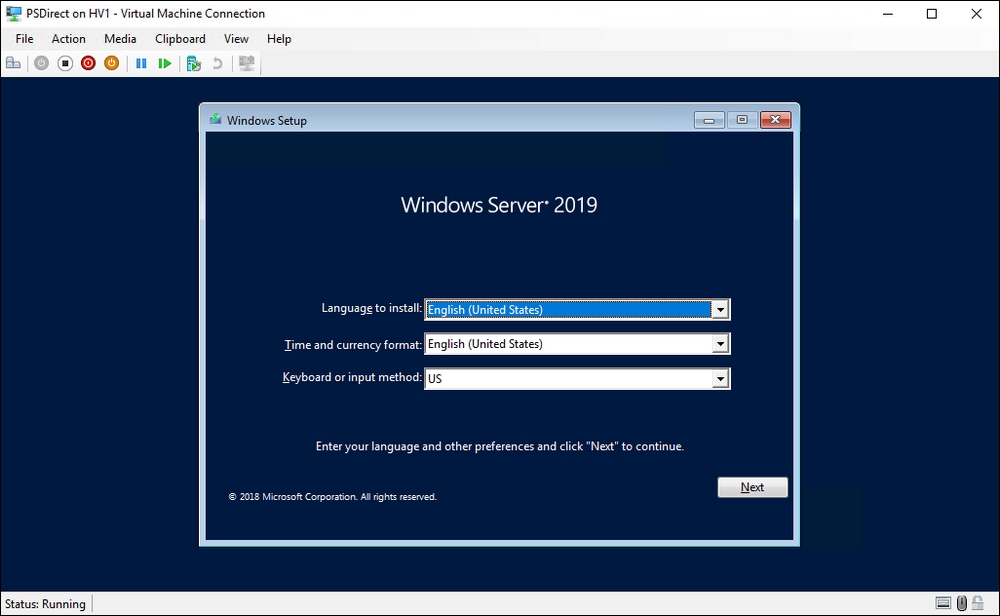 PSDirect on HV1 - Virtual Machine Connection
File Action Media Clipboard View Help
Windows Setup
Windows Server® 2019
Language to install: English (United States)
Time and currency format: English (United States)
Keyboard or input method: US
Enter your language and other preferences and click "Next" to continue.
Next
© 2018 Microsoft Corporation. All rights reserved.
Status: Running